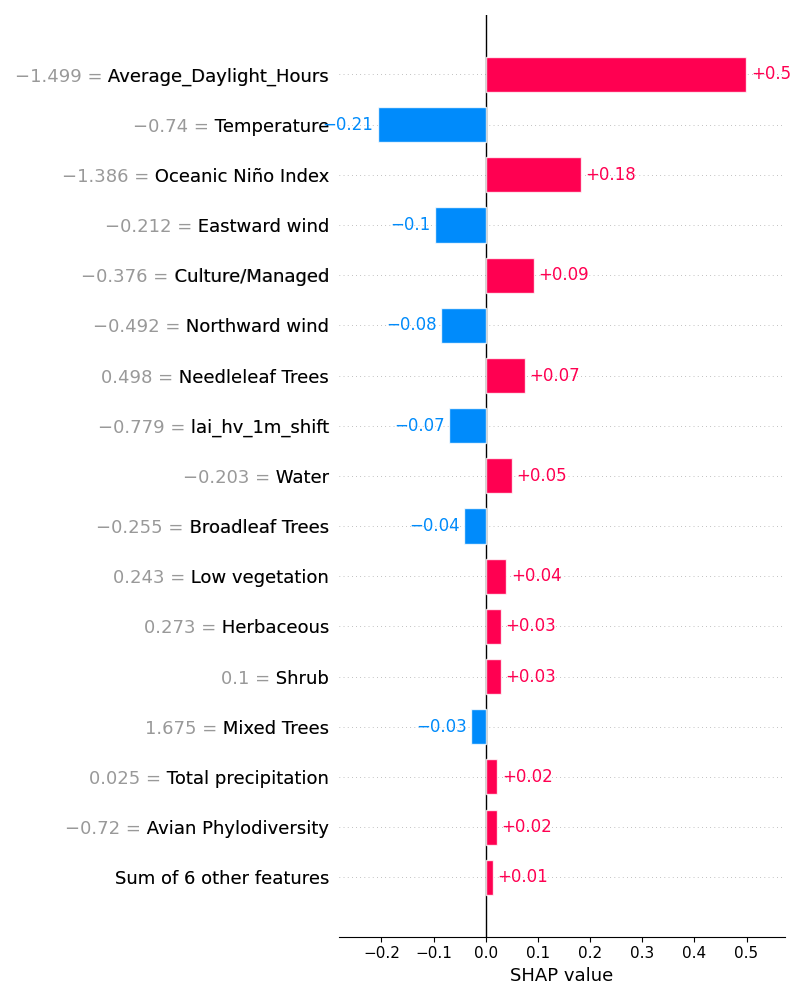 −1.499 = Average_Daylight_Hours +0.5
−0.74 = Temperature −0.21
−1.386 = Oceanic Niño Index +0.18
−0.212 = Eastward wind −0.1
−0.376 = Culture/Managed +0.09
−0.492 = Northward wind −0.08
0.498 = Needleleaf Trees +0.07
−0.779 = lai_hv_1m_shift −0.07
−0.203 = Water +0.05
−0.255 = Broadleaf Trees −0.04
0.243 = Low vegetation +0.04
0.273 = Herbaceous +0.03
0.1 = Shrub +0.03
1.675 = Mixed Trees −0.03
0.025 = Total precipitation +0.02
−0.72 = Avian Phylodiversity +0.02
Sum of 6 other features +0.01
−0.2 −0.1 0.0 0.1 0.2 0.3 0.4 0.5
SHAP value